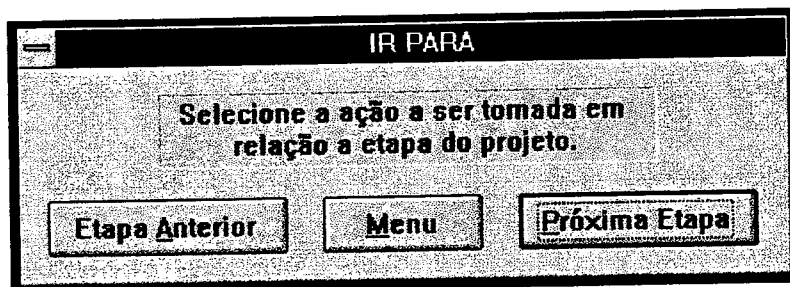 IR PARA
Selecione a ação a ser tomada em
relação a etapa do projeto.
Etapa Anterior
Menu
Próxima Etapa